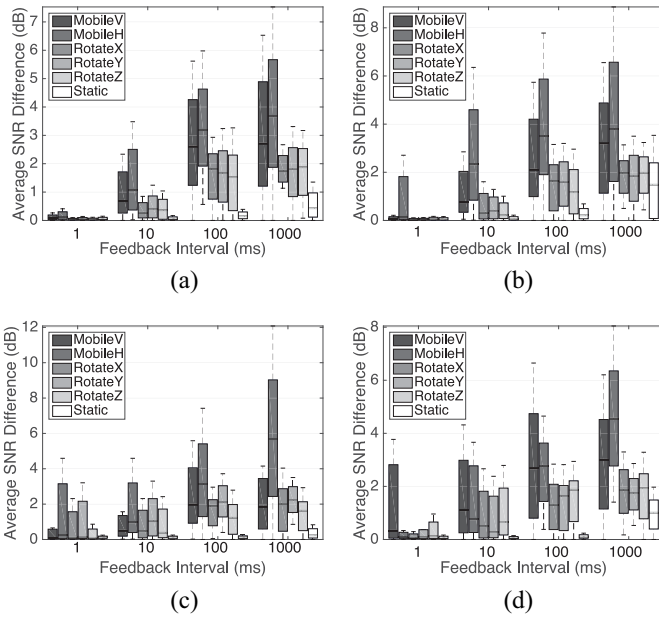 Average SNR Difference (dB)
7
6
5
4
3
2
1
0
MobileV
MobileH
RotateX
RotateY
RotateZ
Static
1 10 100 1000
Feedback Interval (ms)
(a)
Average SNR Difference (dB)
8
6
4
2
0
MobileV
MobileH
RotateX
RotateY
RotateZ
Static
1 10 100 1000
Feedback Interval (ms)
(b)
Average SNR Difference (dB)
12
10
8
6
4
2
0
MobileV
MobileH
RotateX
RotateY
RotateZ
Static
1 10 100 1000
Feedback Interval (ms)
(c)
Average SNR Difference (dB)
8
6
4
2
0
MobileV
MobileH
RotateX
RotateY
RotateZ
Static
1 10 100 1000
Feedback Interval (ms)
(d)